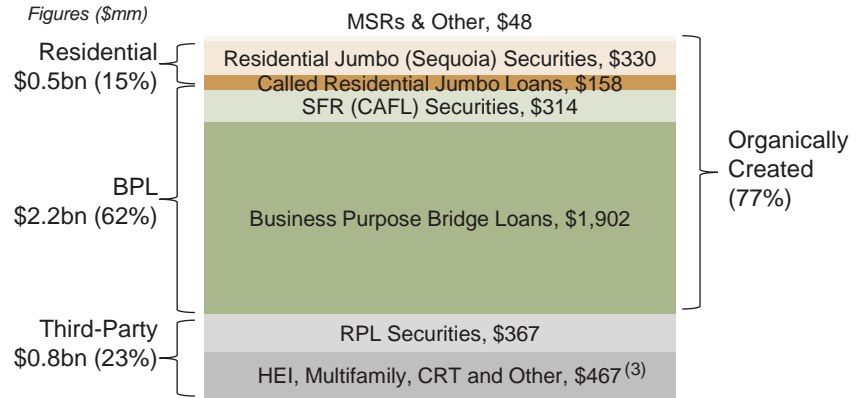 Figures ($mm)
MSRs & Other, $48
Residential
$0.5bn (15%)
Residential Jumbo (Sequoia) Securities, $330
Called Residential Jumbo Loans, $158
SFR (CAFL) Securities, $314
BPL
$2.2bn (62%)
Business Purpose Bridge Loans, $1,902
Organically
Created
(77%)
Third-Party
$0.8bn (23%)
RPL Securities, $367
HEI, Multifamily, CRT and Other, $467 (3)